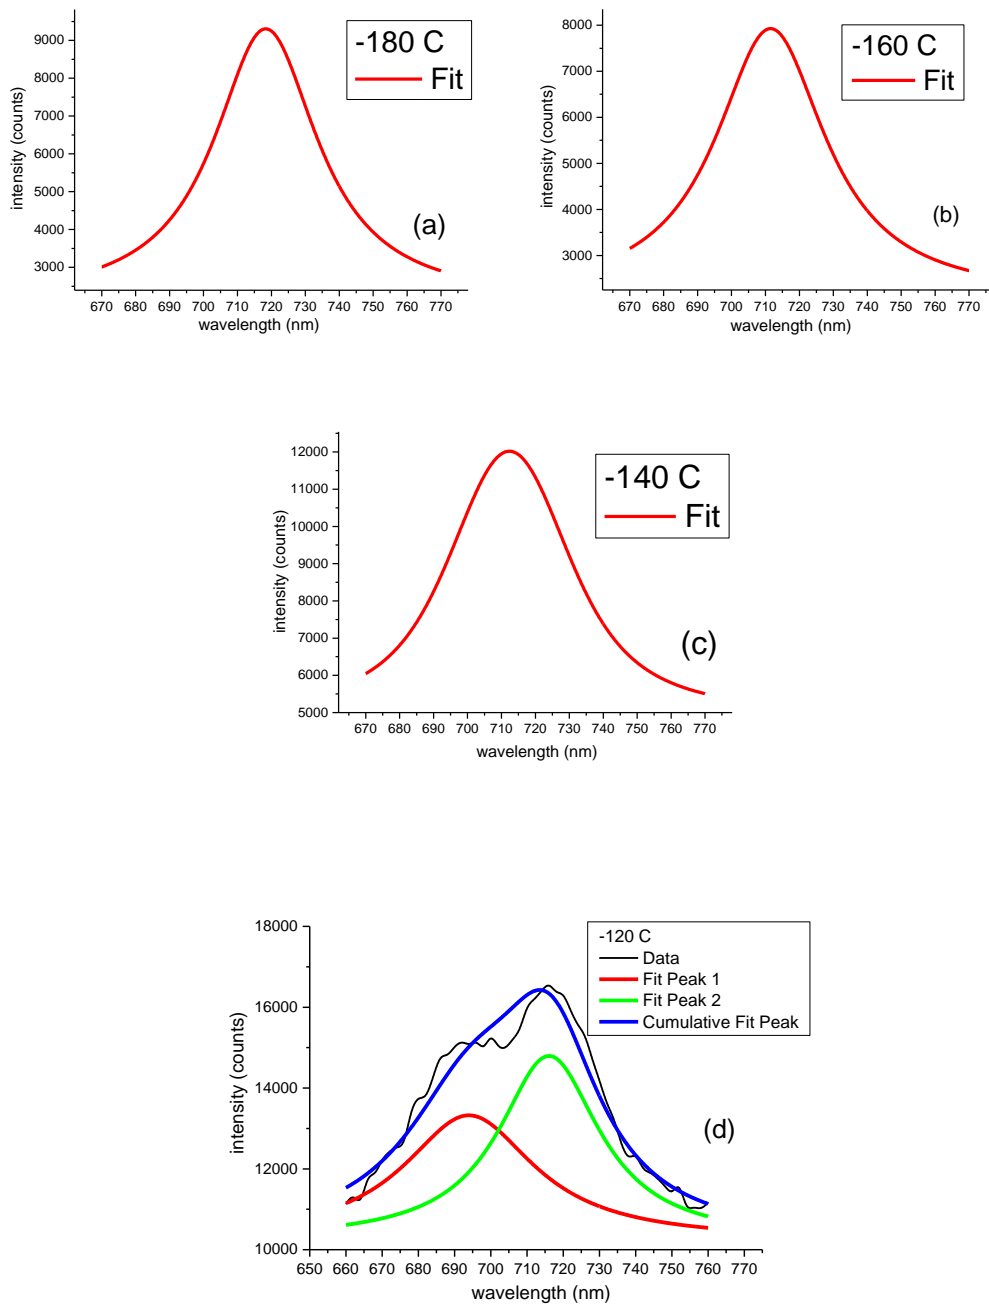 -180 C
Fit
9000
8000
7000
6000
5000
4000
3000
intensity (counts)
(a)
670 680 690 700 710 720 730 740 750 760 770
wavelength (nm)
-160 C
Fit
8000
7000
6000
5000
4000
3000
intensity (counts)
(b)
670 680 690 700 710 720 730 740 750 760 770
wavelength (nm)
-140 C
Fit
12000
11000
10000
9000
8000
7000
6000
5000
intensity (counts)
(c)
670 680 690 700 710 720 730 740 750 760 770
wavelength (nm)
-120 C
Data
Fit Peak 1
Fit Peak 2
Cumulative Fit Peak
18000
16000
14000
12000
10000
intensity (counts)
(d)
650 660 670 680 690 700 710 720 730 740 750 760 770
wavelength (nm)